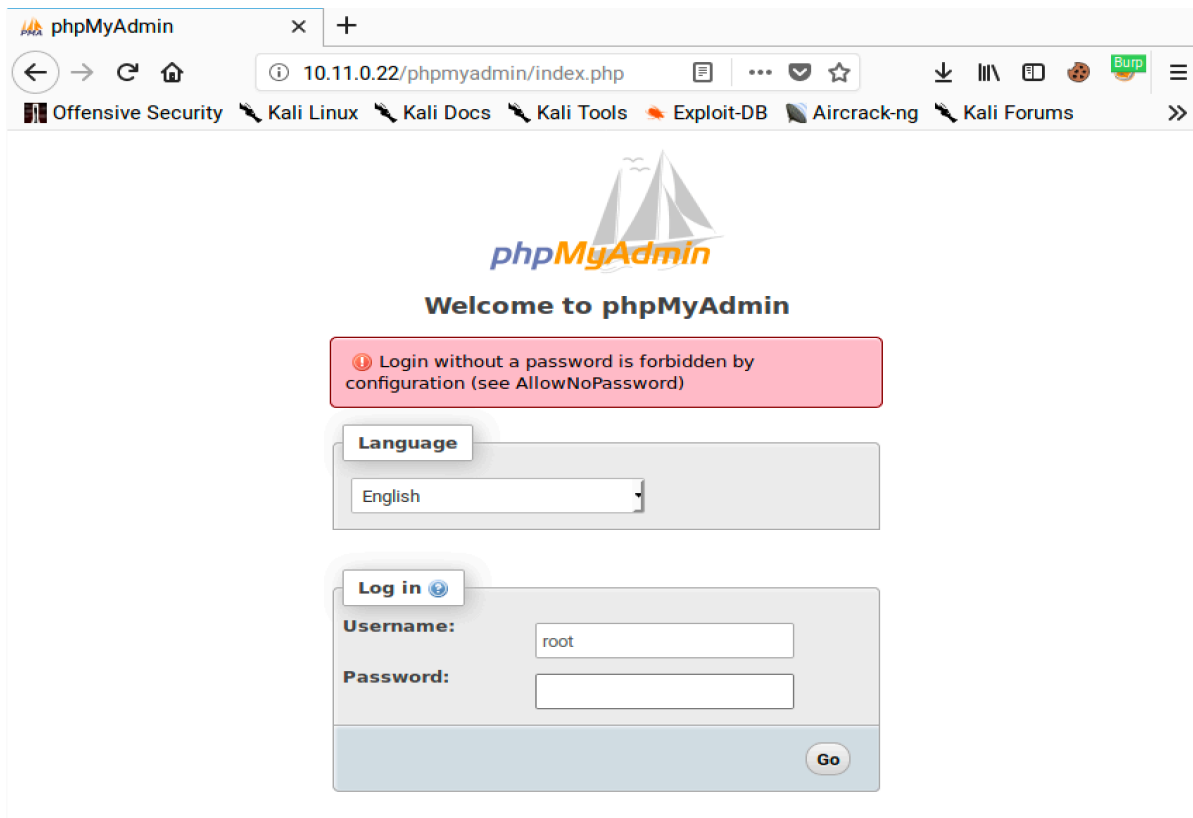 phpMyAdmin
10.11.0.22/phpmyadmin/index.php
Burp
Offensive Security Kali Linux Kali Docs Kali Tools Exploit-DB Aircrack-ng Kali Forums
phpMyAdmin
Welcome to phpMyAdmin
Login without a password is forbidden by
configuration (see AllowNoPassword)
Language
English
Log in
Username:
root
Password:
Go